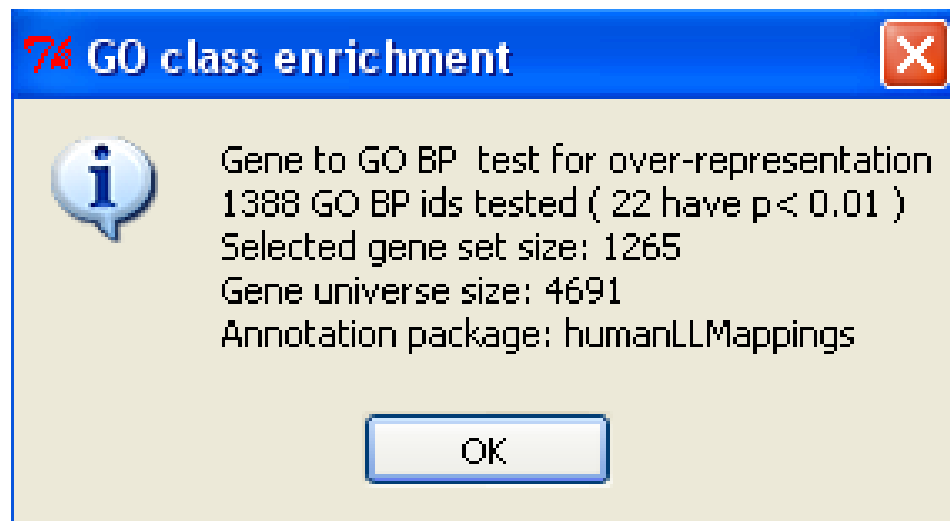 7k GO class enrichment
Gene to GO BP  test for over-representation
1388 GO BP ids tested ( 22 have p< 0.01 )
Selected gene set size: 1265
Gene universe size: 4691
Annotation package: humanLLMappings
OK